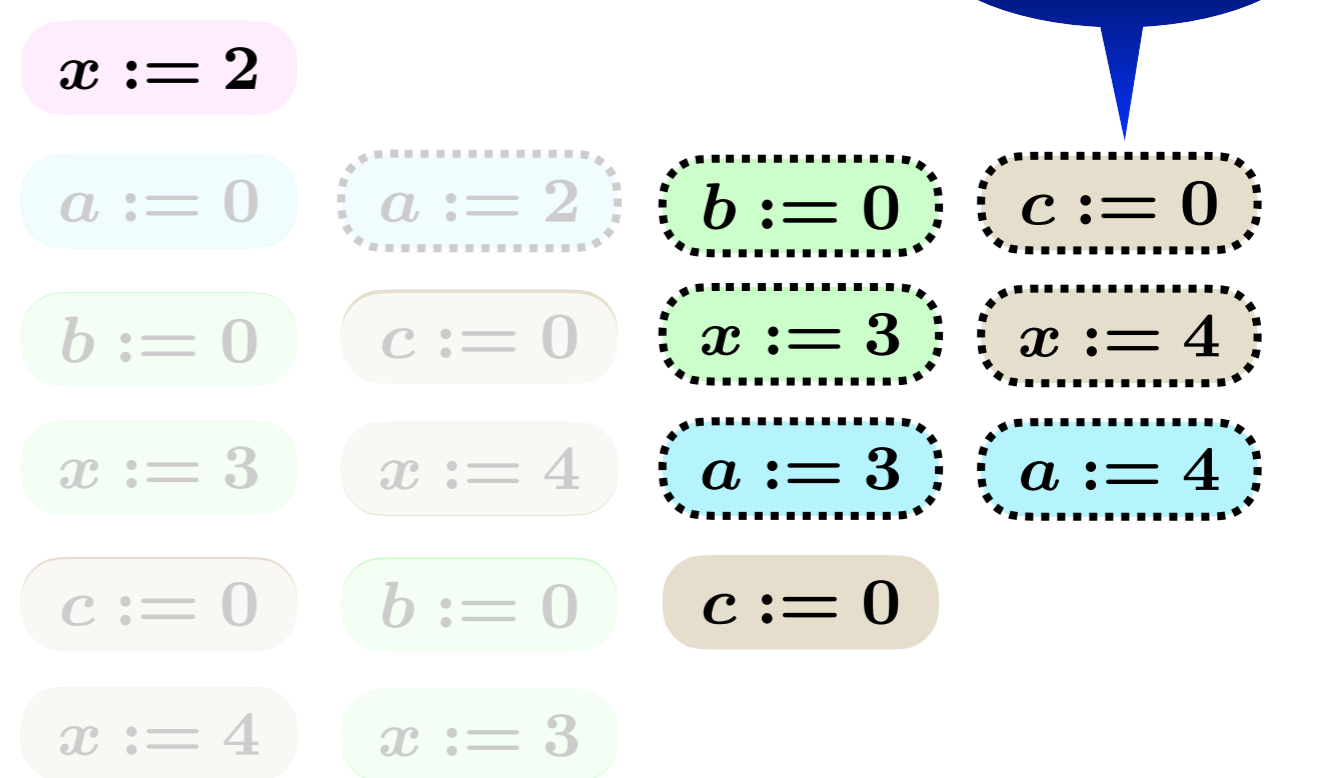 x := 2
a := 0 a := 2 b := 0 c := 0
b := 0 c := 0 x := 3 x := 4
x := 3 x := 4 a := 3 a := 4
c := 0 b := 0 c := 0
x := 4 x := 3